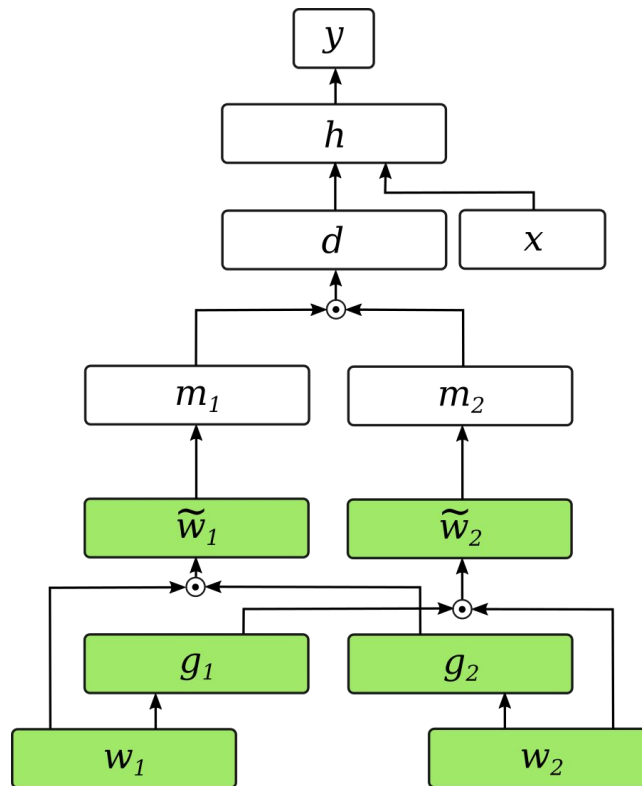 y
h
d x
m₁ m₂
w̃₁ w̃₂
g₁ g₂
w₁ w₂